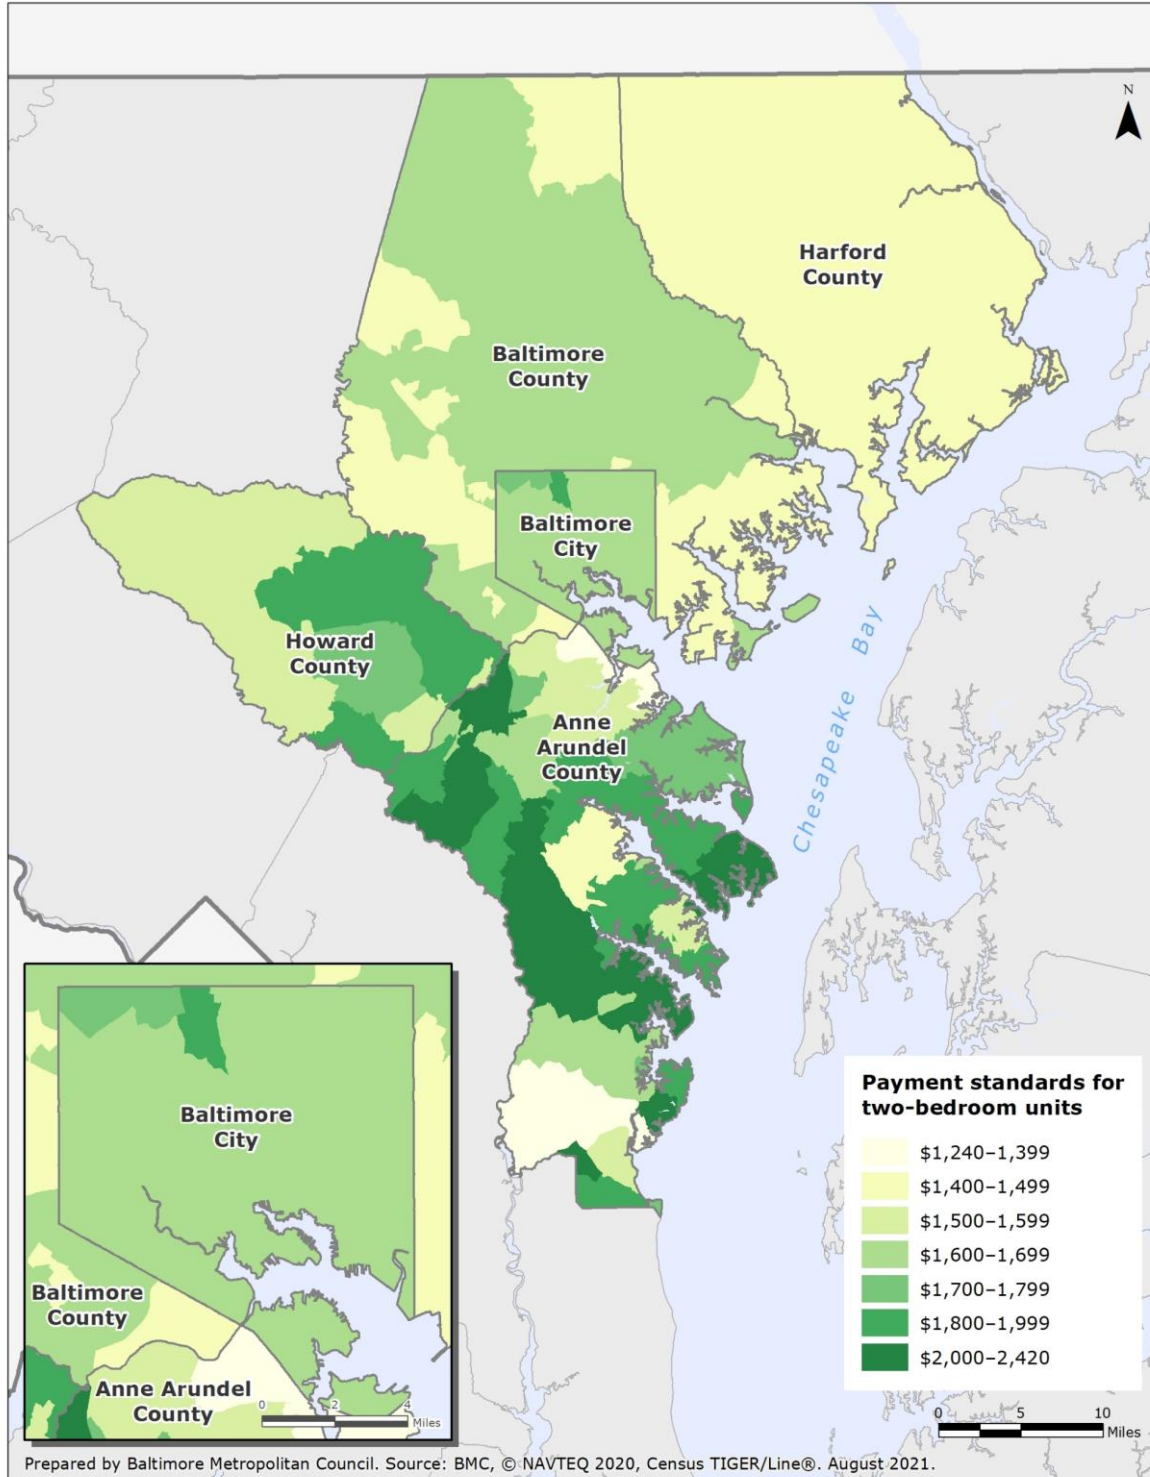 N
Harford
County
Baltimore
County
Baltimore
City
Howard
County
Anne
Arundel
County
Chesapeake Bay
Baltimore
City
Baltimore
County
Anne Arundel
County
0 2 4
Miles
Payment standards for
two-bedroom units
$1,240–1,399
$1,400–1,499
$1,500–1,599
$1,600–1,699
$1,700–1,799
$1,800–1,999
$2,000–2,420
0 5 10
Miles
Prepared by Baltimore Metropolitan Council. Source: BMC, © NAVTEQ 2020, Census TIGER/Line®. August 2021.